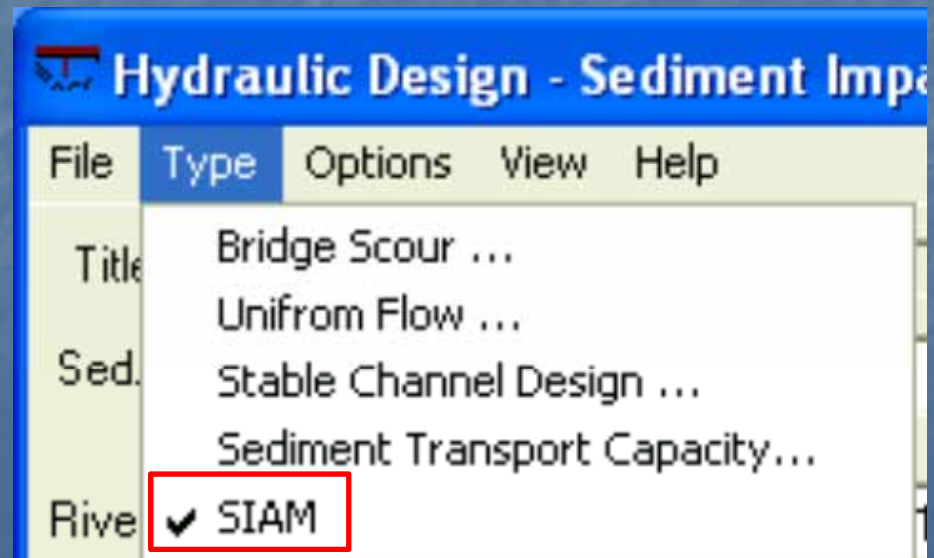 Hydraulic Design - Sediment
File Type Options View Help
Bridge Scour ...
Unifrom Flow ...
Stable Channel Design ...
Sediment Transport Capacity...
SIAM
Sed.